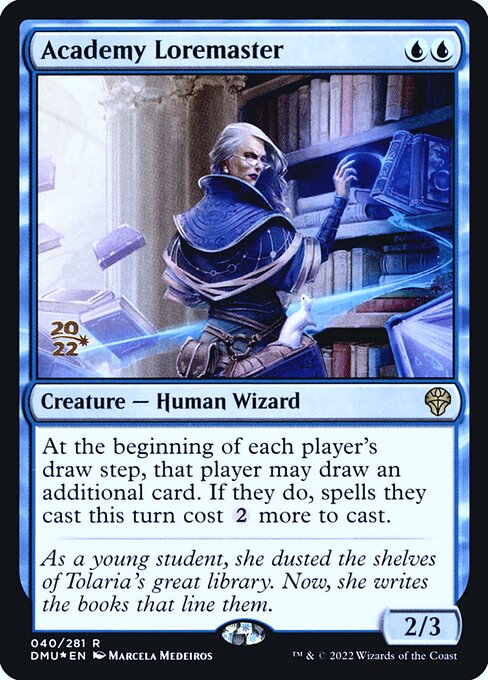 Academy Loremaster
20
22
Creature — Human Wizard
At the beginning of each player's
draw step, that player may draw an
additional card. If they do, spells they
cast this turn cost 2 more to cast.
As a young student, she dusted the shelves
of Tolaria's great library. Now, she writes
the books that line them.
2/3
040/281 R
DMU★EN Marcela Medeiros
™ & © 2022 Wizards of the Coast